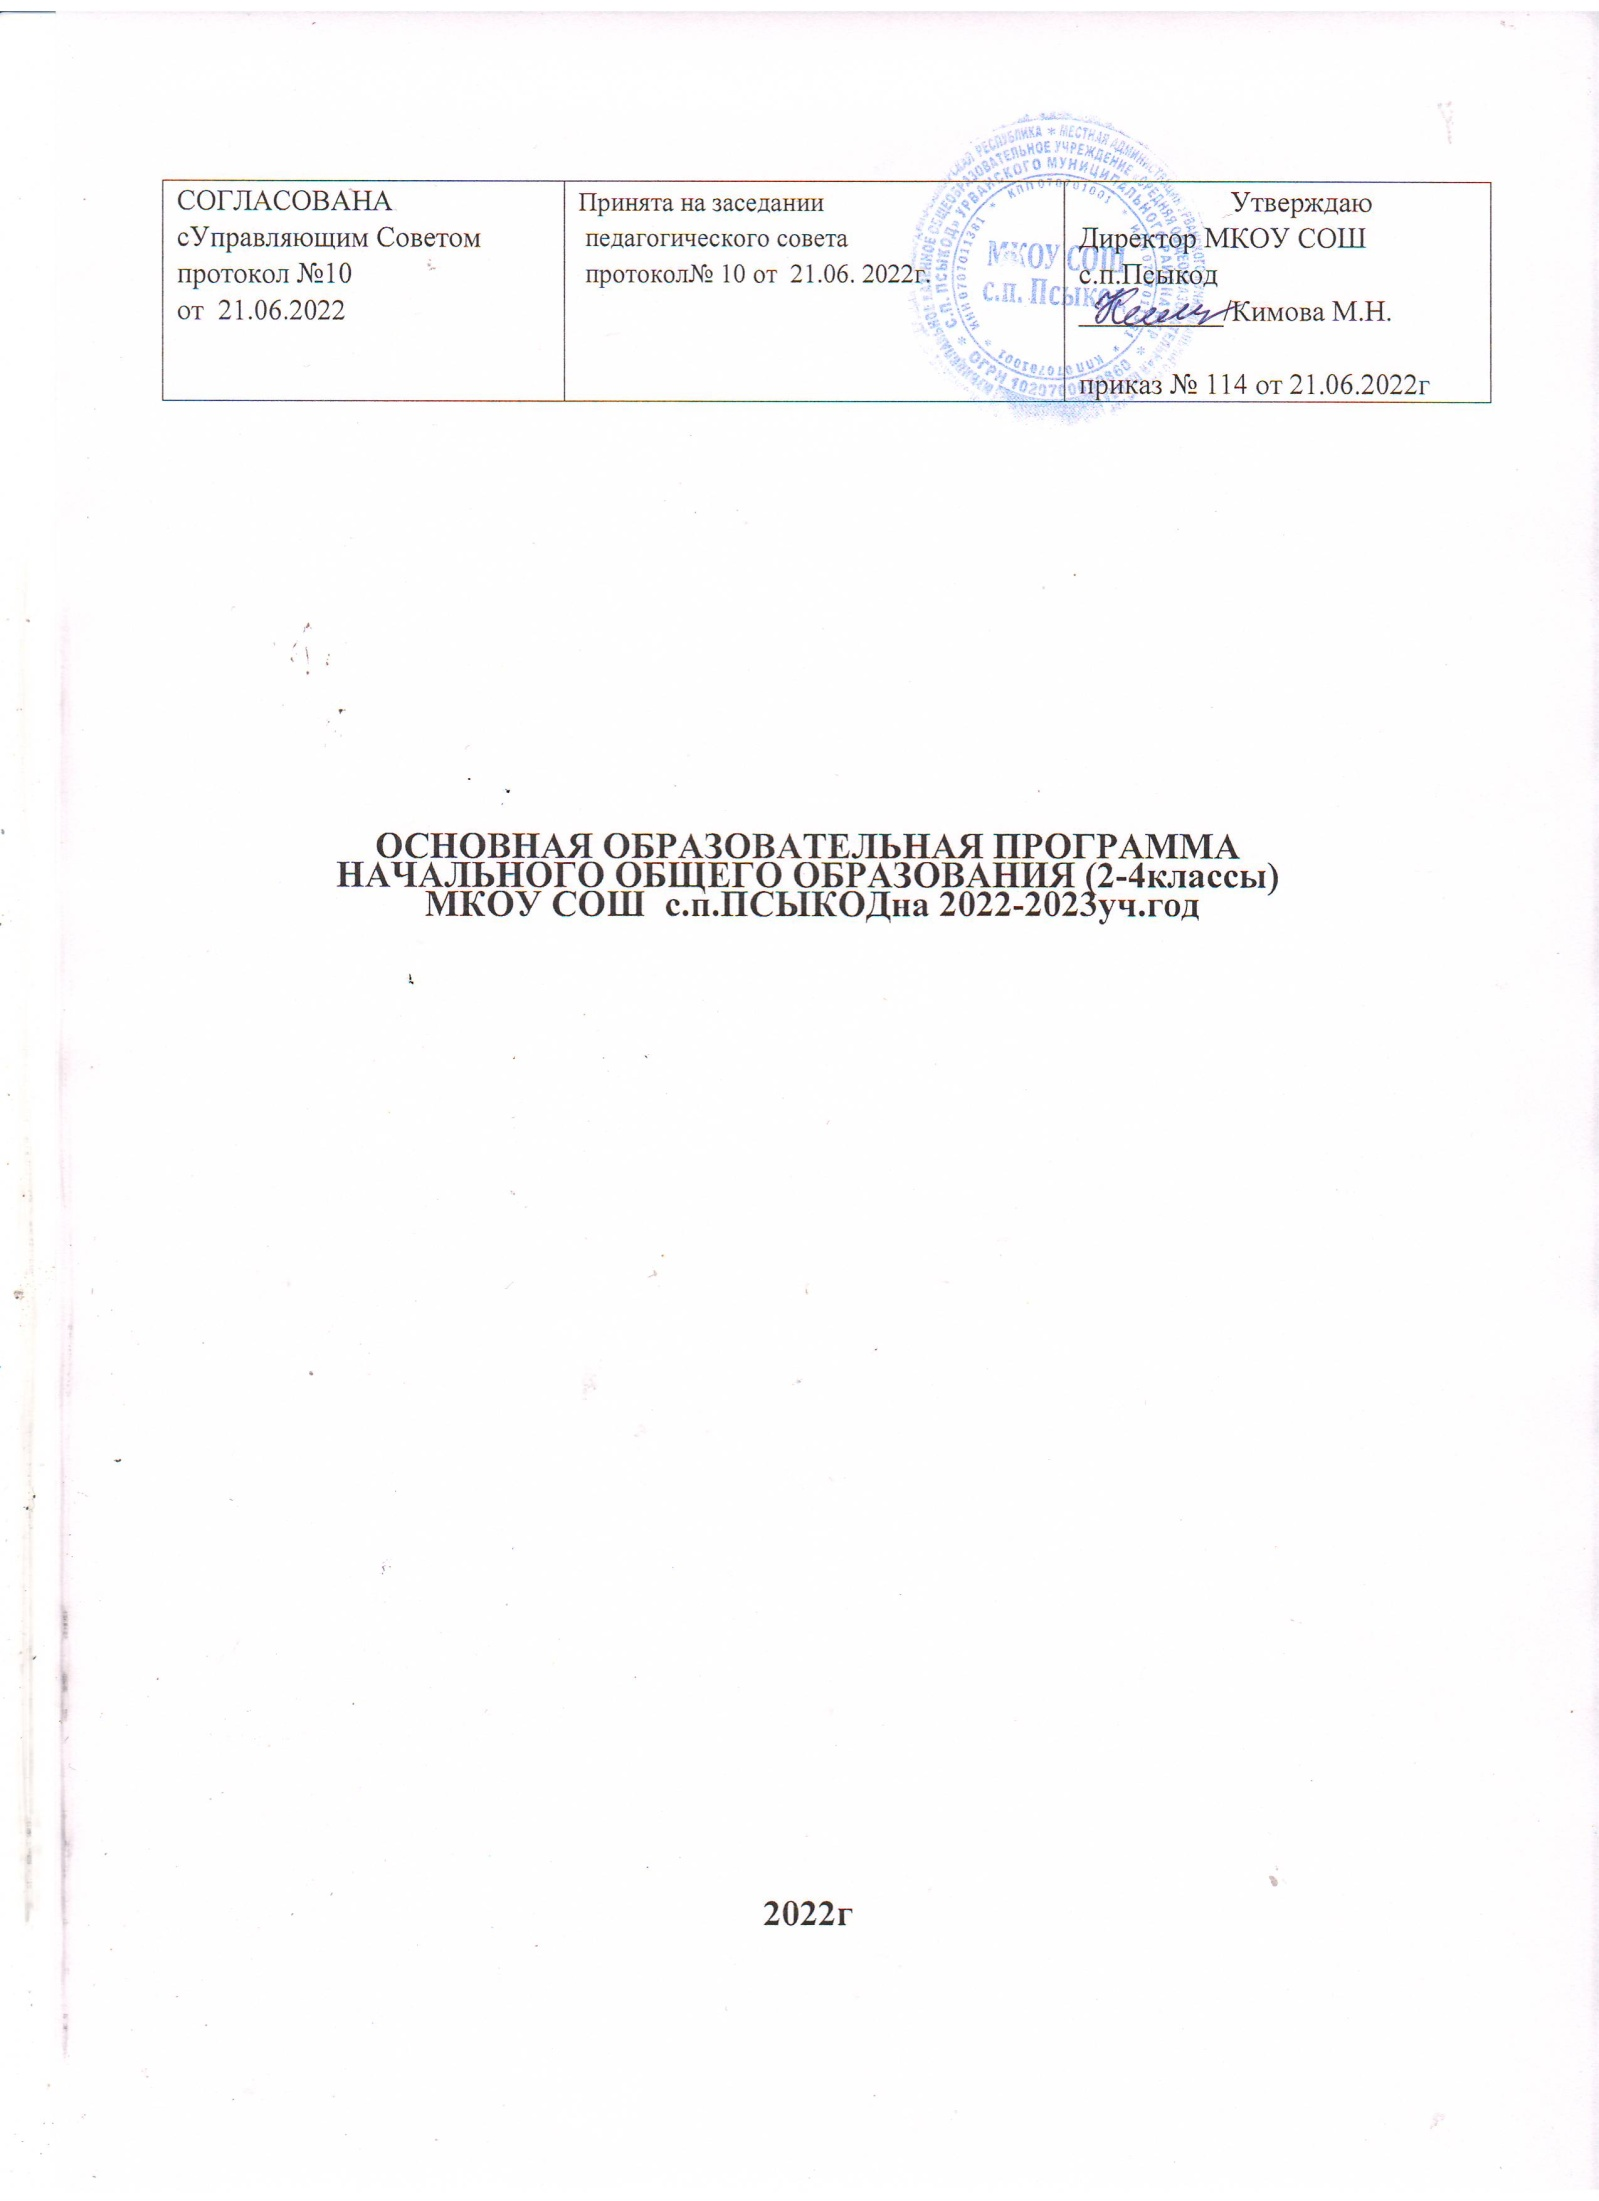 СОГЛАСОВАНА
сУправляющим Советом
протокол №10
от 21.06.2022
Принята на заседании
педагогического совета
протокол№ 10 от 21.06. 2022г.
Утверждаю
Директор МКОУ СОШ
с.п.Псыкод
/Кимова М.Н.
приказ № 114 от 21.06.2022г
МКОУ СОШ
с.п.
ОСНОВНАЯ ОБРАЗОВАТЕЛЬНАЯ ПРОГРАММА
НАЧАЛЬНОГО ОБЩЕГО ОБРАЗОВАНИЯ (2-4классы)
МКОУ СОШ с.п.ПСЫКОДна 2022-2023уч.год
2022г